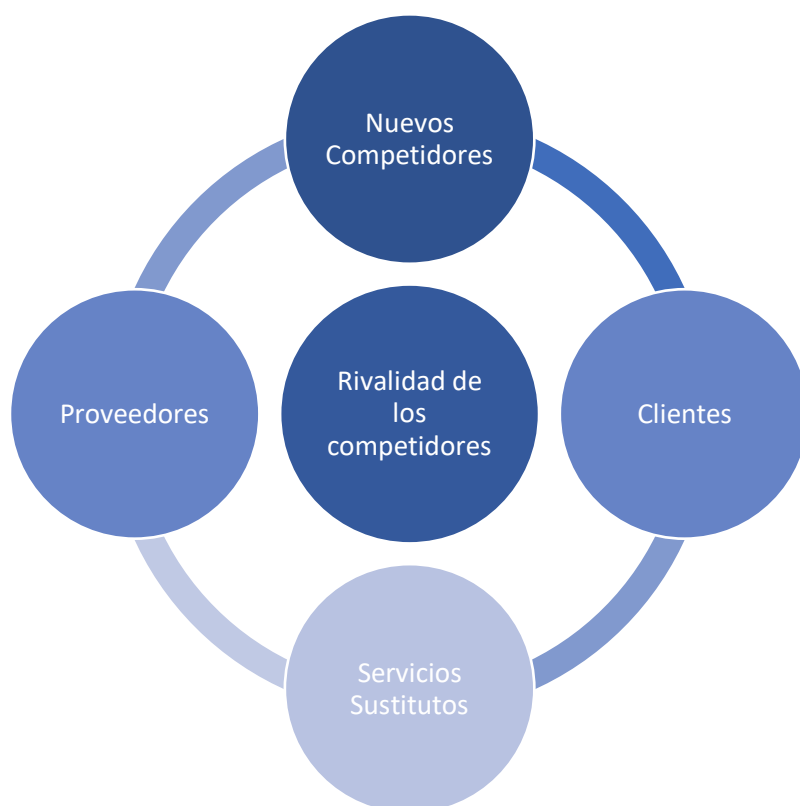 Nuevos
Competidores
Proveedores
Rivalidad de
los
competidores
Clientes
Servicios
Sustitutos